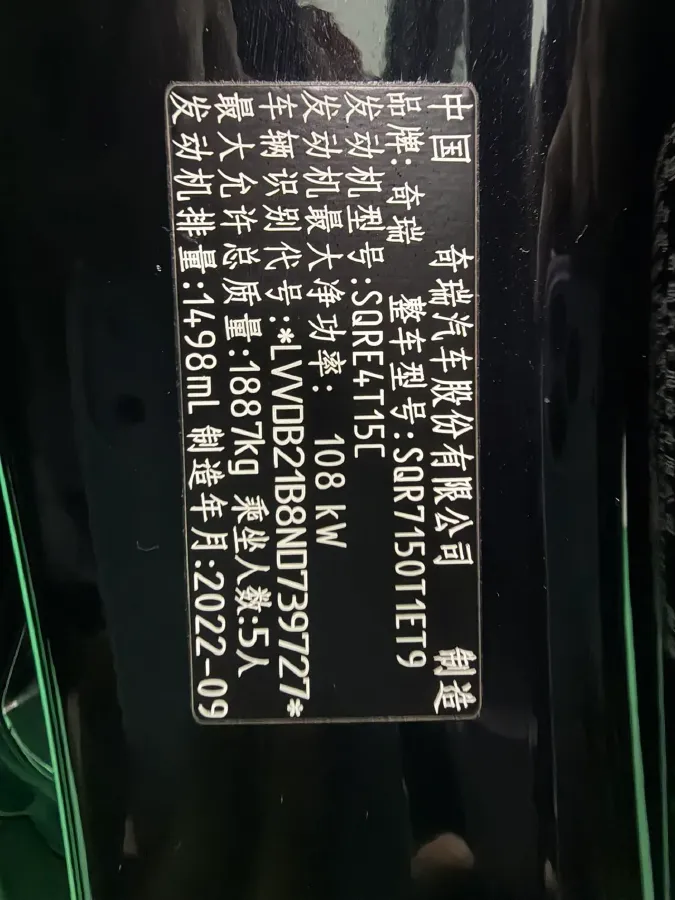 中国 奇瑞汽车股份有限公司 制造
品牌: 奇瑞 整车型号:SQR7150T1ET9
发动机型号:SQRE4T15C
发动机最大净功率: 108 kW
车辆识别代号:*LVVDB21B8ND739727*
最大允许总质量:1887kg 乘坐人数:5人
发动机排量:1498mL 制造年月:2022-09